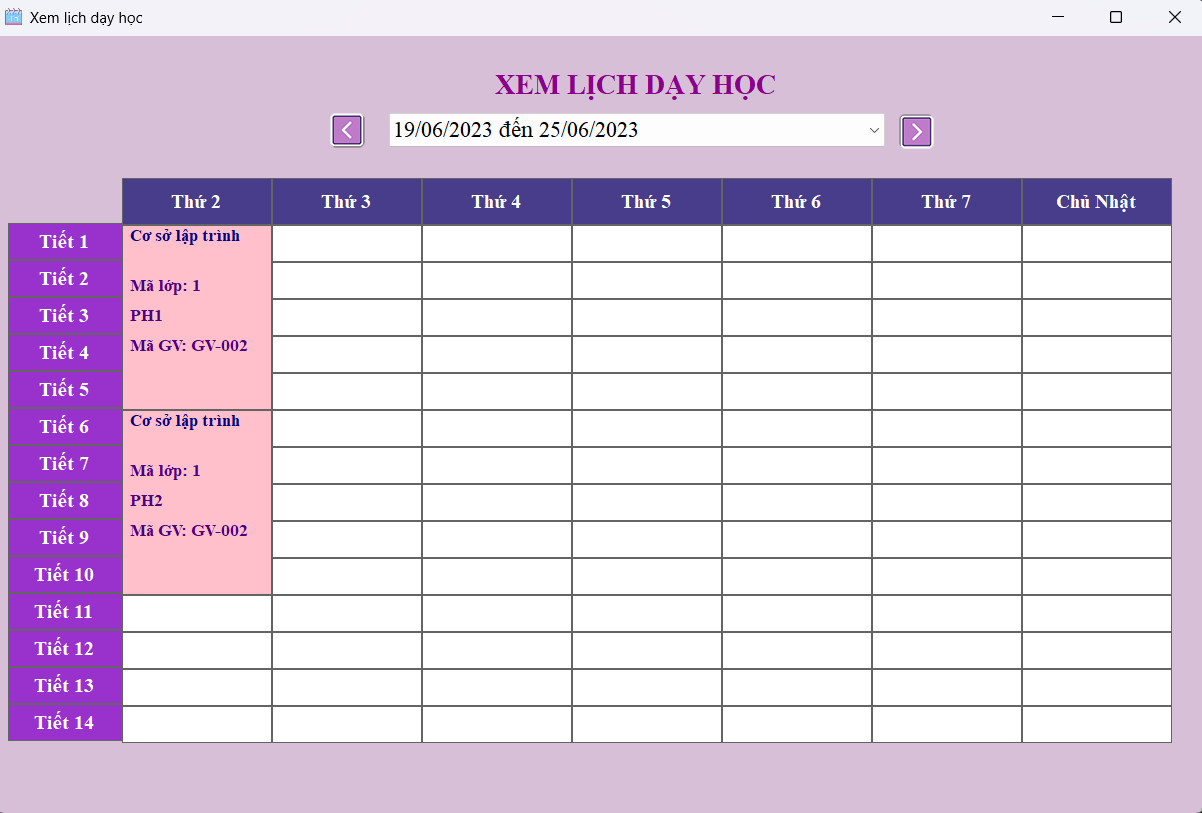 Xem lịch dạy học
XEM LỊCH DẠY HỌC
19/06/2023 đến 25/06/2023
Thứ 2
Thứ 3
Thứ 4
Thứ 5
Thứ 6
Thứ 7
Chủ Nhật
Tiết 1
Tiết 2
Tiết 3
Tiết 4
Tiết 5
Tiết 6
Tiết 7
Tiết 8
Tiết 9
Tiết 10
Tiết 11
Tiết 12
Tiết 13
Tiết 14
Cơ sở lập trình
Mã lớp: 1
PH1
Mã GV: GV-002
Cơ sở lập trình
Mã lớp: 1
PH2
Mã GV: GV-002